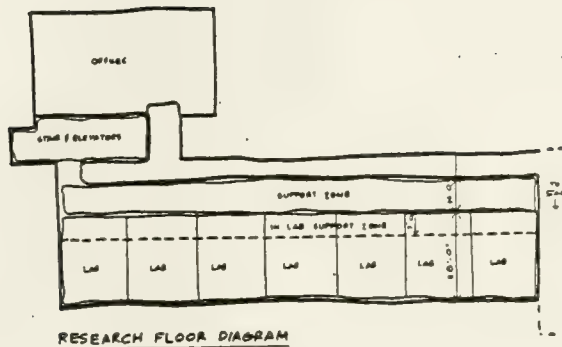 OFFICES
STAIR / ELEVATORS
SUPPORT ZONE
IN LAB SUPPORT ZONE
LAB LAB LAB LAB LAB LAB LAB
TO
RESEARCH FLOOR DIAGRAM